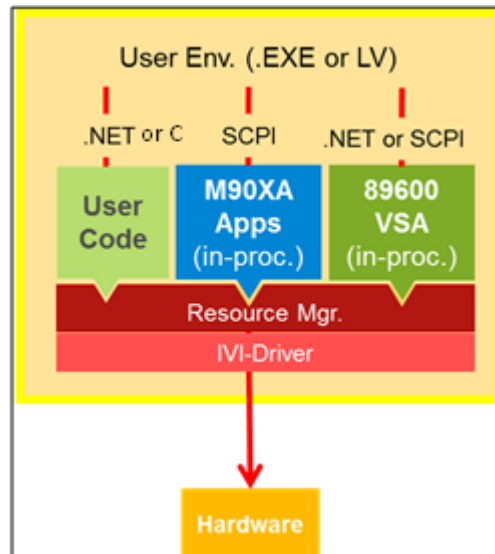 User Env. (.EXE or LV)
.NET or C SCPI .NET or SCPI
User Code
M90XA Apps (in-proc.)
89600 VSA (in-proc.)
Resource Mgr.
IVI-Driver
Hardware